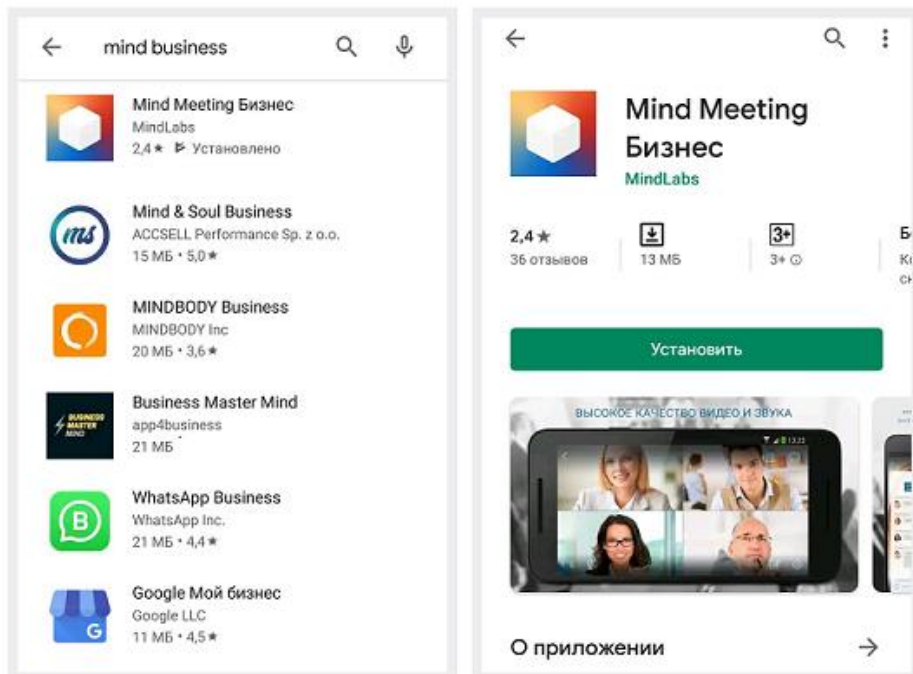 mind business
Mind Meeting Бизнес
MindLabs
2,4★ Установлено
ms
Mind & Soul Business
ACCSELL Performance Sp. z o.o.
15 МБ • 5,0★
MINDBODY Business
MINDBODY Inc
20 МБ • 3,6★
BUSINESS
MASTER
MIND
Business Master Mind
app4business
21 МБ
B
WhatsApp Business
WhatsApp Inc.
21 МБ • 4,4★
G
Google Мой бизнес
Google LLC
11 МБ • 4,5★
Mind Meeting
Бизнес
MindLabs
2,4★
36 отзывов
13 МБ
3+
3+
Установить
ВЫСОКОЕ КАЧЕСТВО ВИДЕО И ЗВУКА
13:23
О приложении